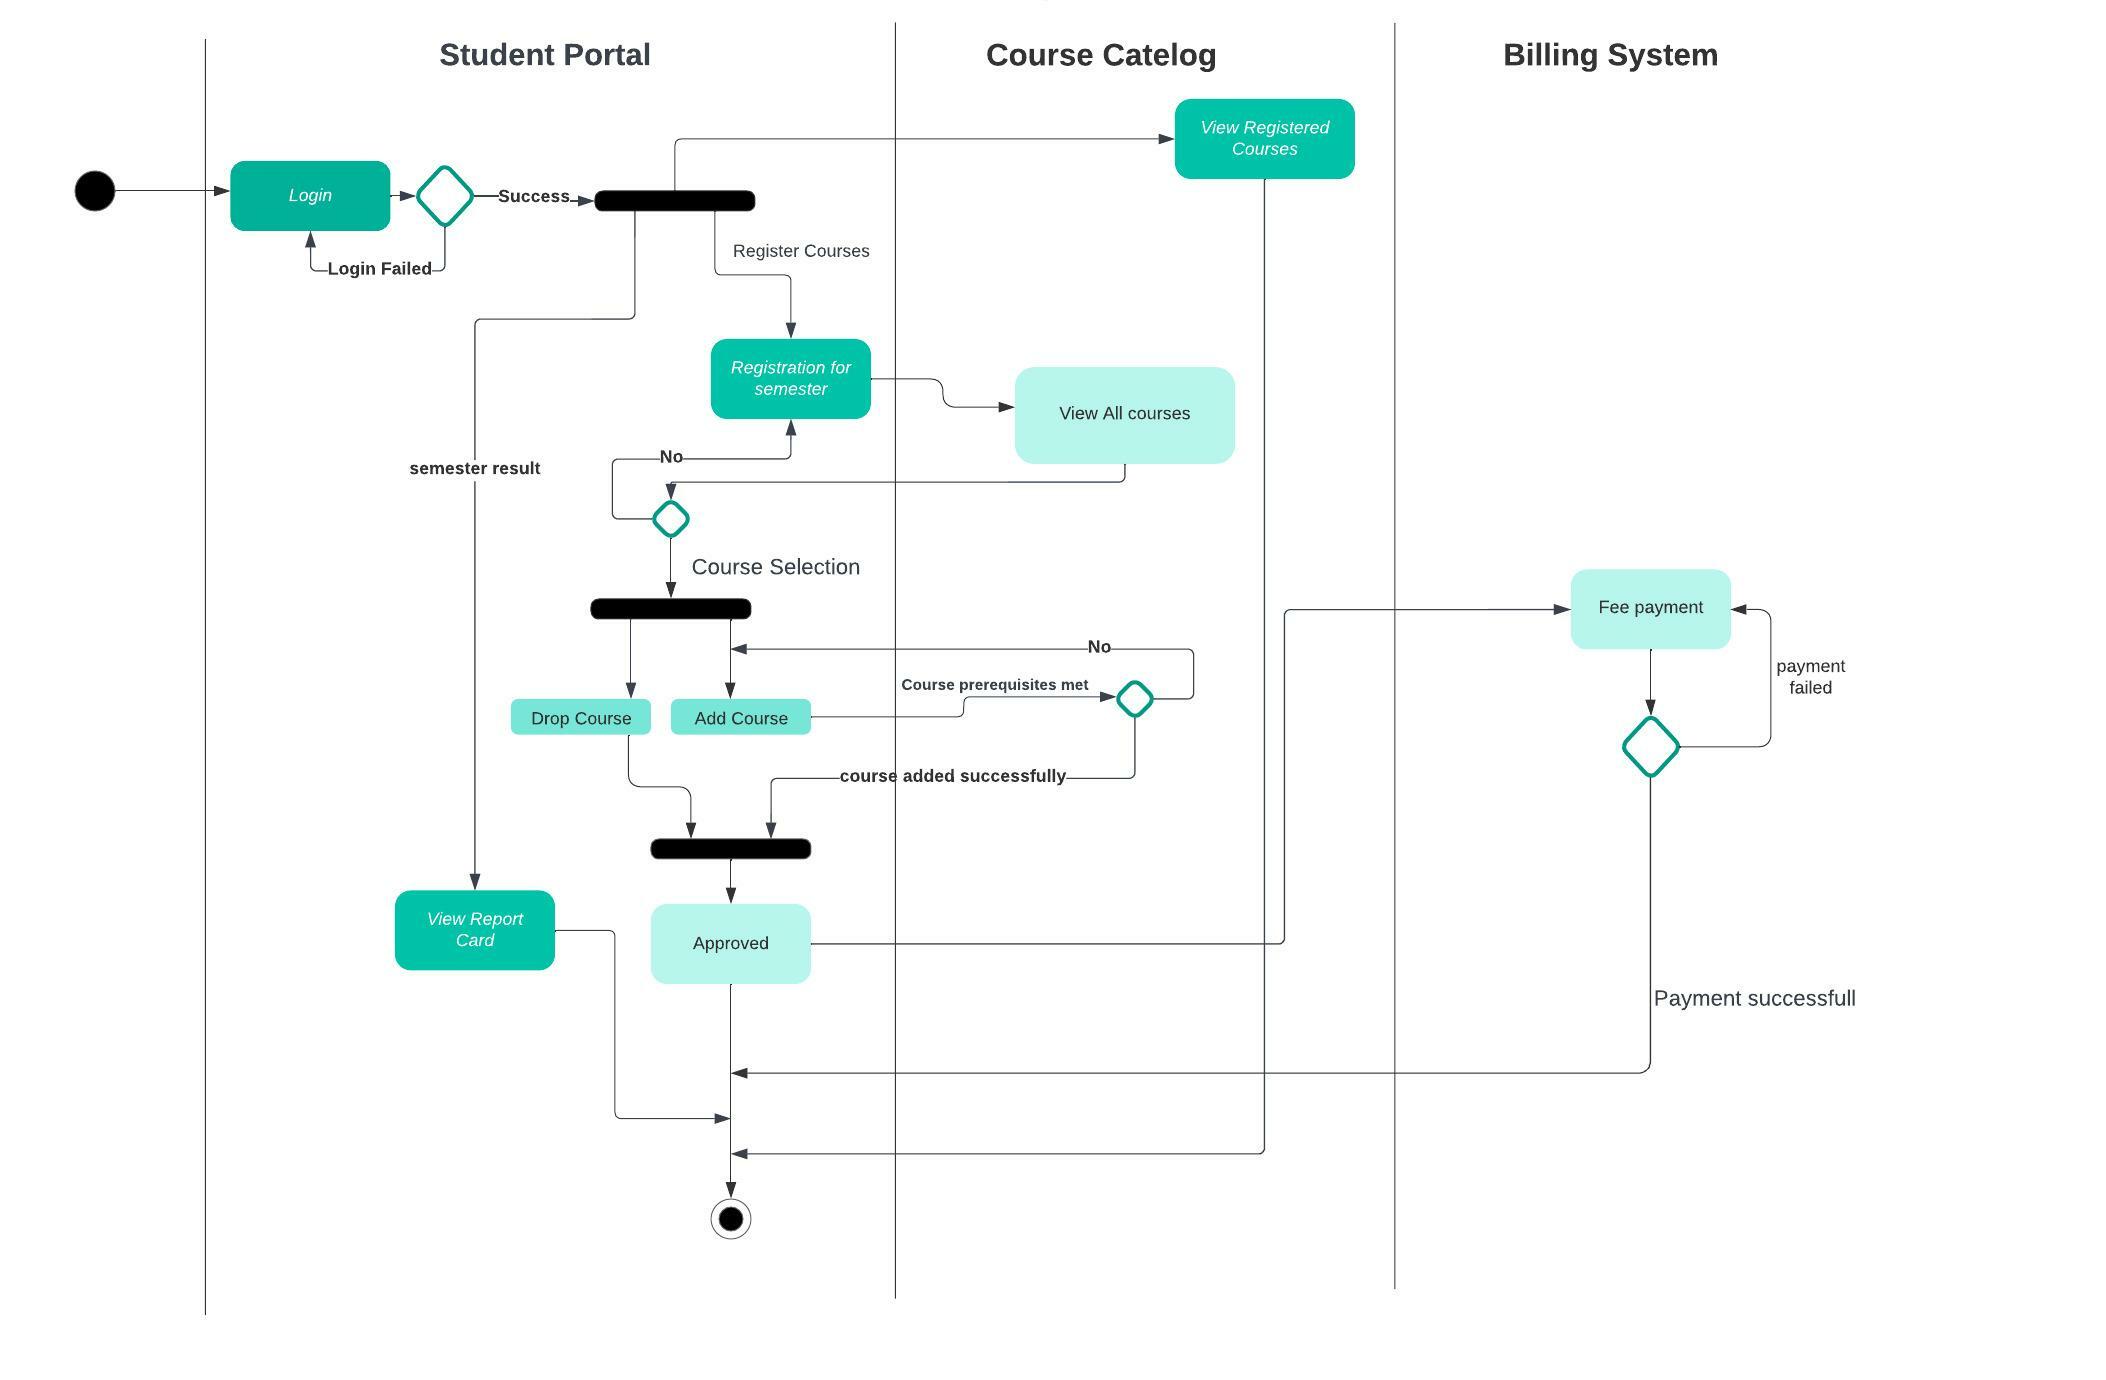 Student Portal
Course Catelog
Billing System
View Registered
Courses
Login
Success
Login Failed
Register Courses
Registration for
semester
View All courses
No
semester result
Course Selection
Fee payment
No
payment
failed
Course prerequisites met
Drop Course
Add Course
course added successfully
View Report
Card
Approved
Payment successfull